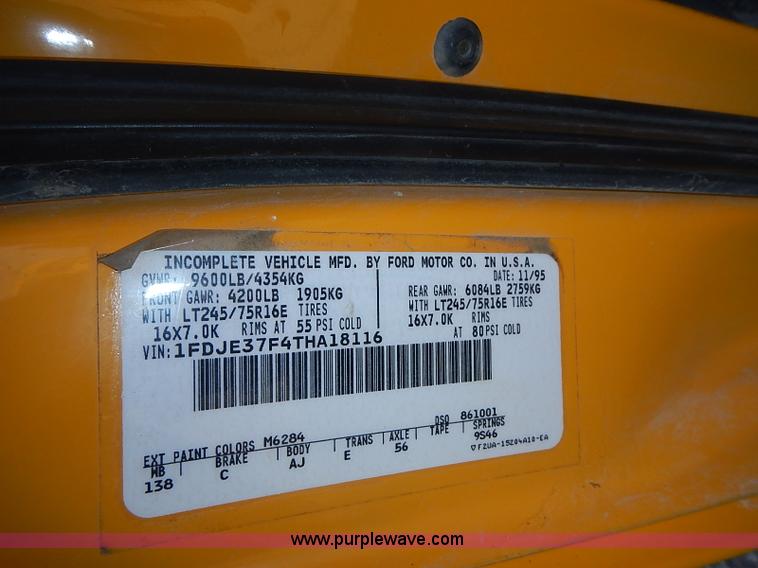 INCOMPLETE VEHICLE MFD. BY FORD MOTOR CO. IN U.S.A.
GVWR: 9600LB/4354KG DATE: 11/95
FRONT GAWR: 4200LB 1905KG REAR GAWR: 6084LB 2759KG
WITH LT245/75R16E TIRES WITH LT245/75R16E TIRES
16X7.0K RIMS AT 55 PSI COLD 16X7.0K RIMS AT 80 PSI COLD
VIN: 1FDJE37F4THA18116
EXT PAINT COLORS M6284 DSO 861001
WB BRAKE BODY TRANS AXLE TAPE SPRINGS
138 C AJ E 56 9S46
F2UA-15204A10-EA
www.purplewave.com